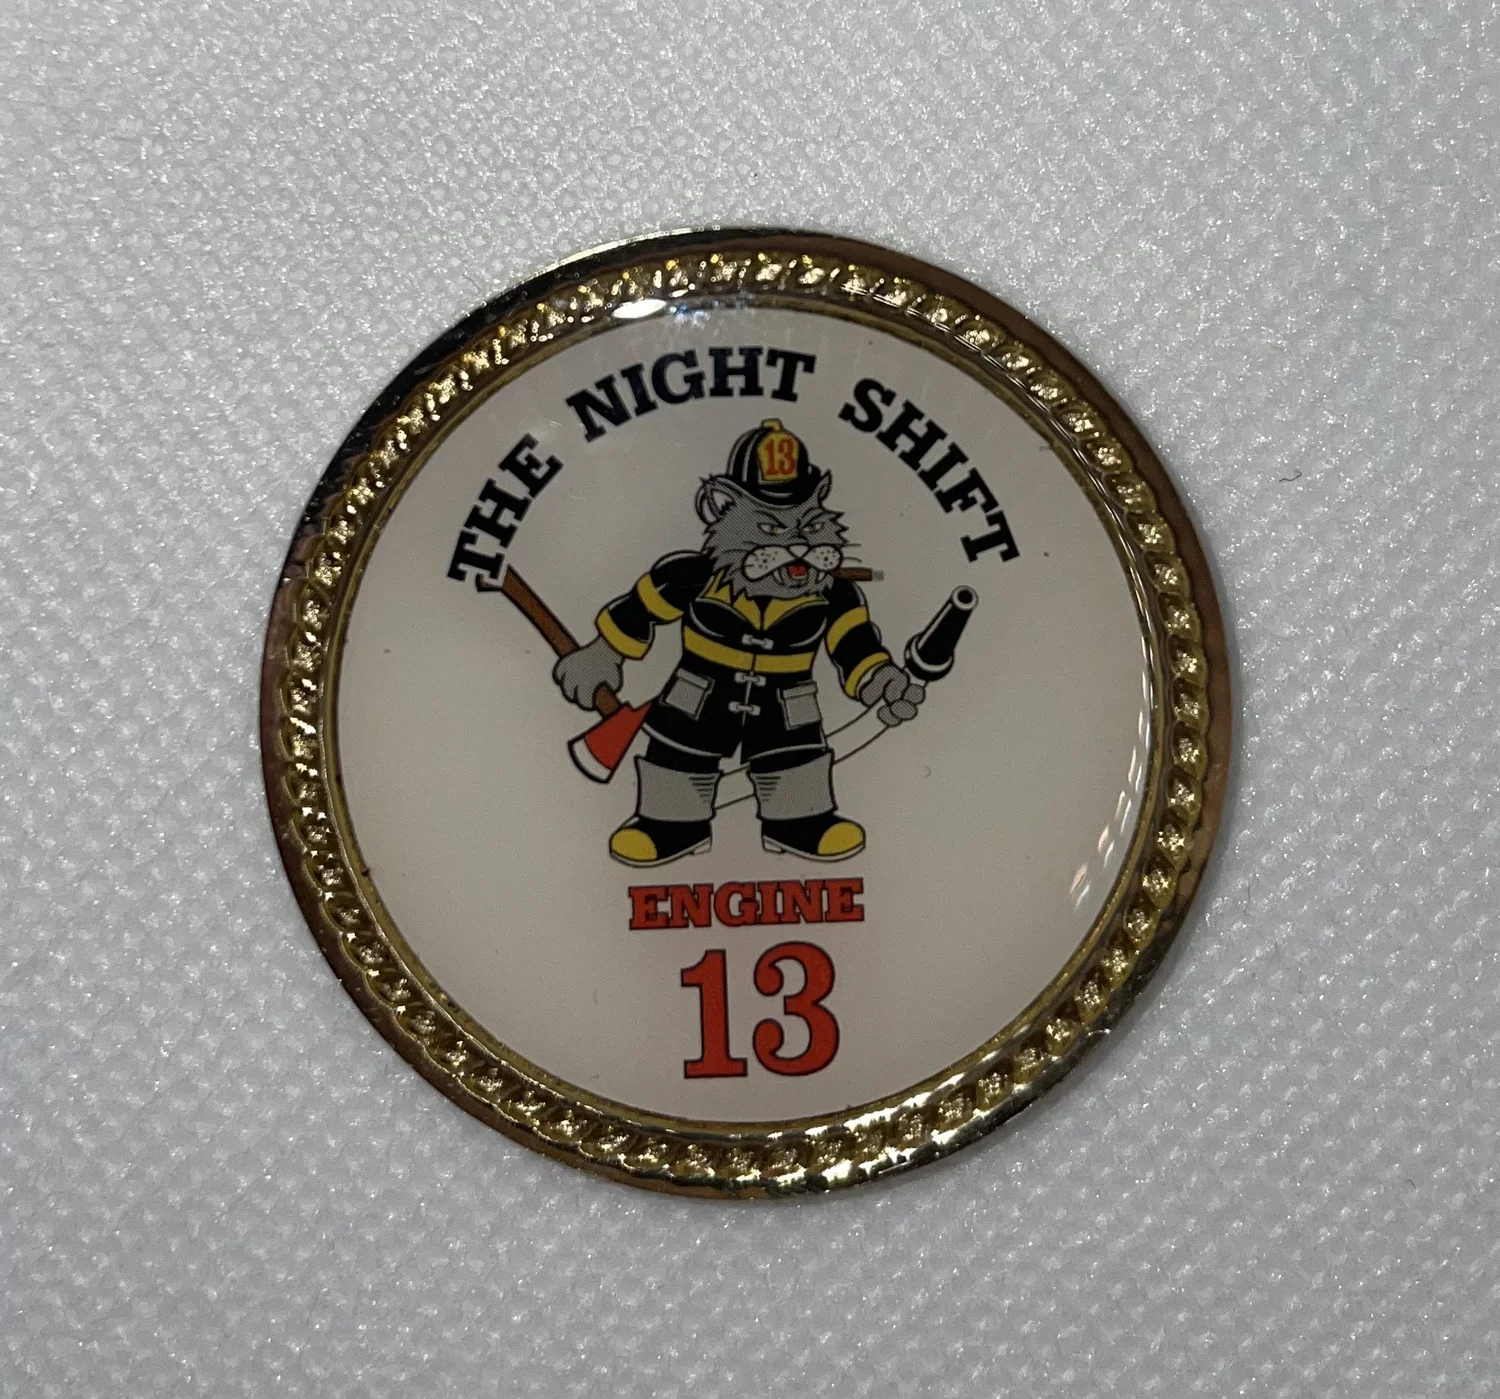 THE NIGHT SHIFT
13
ENGINE
13